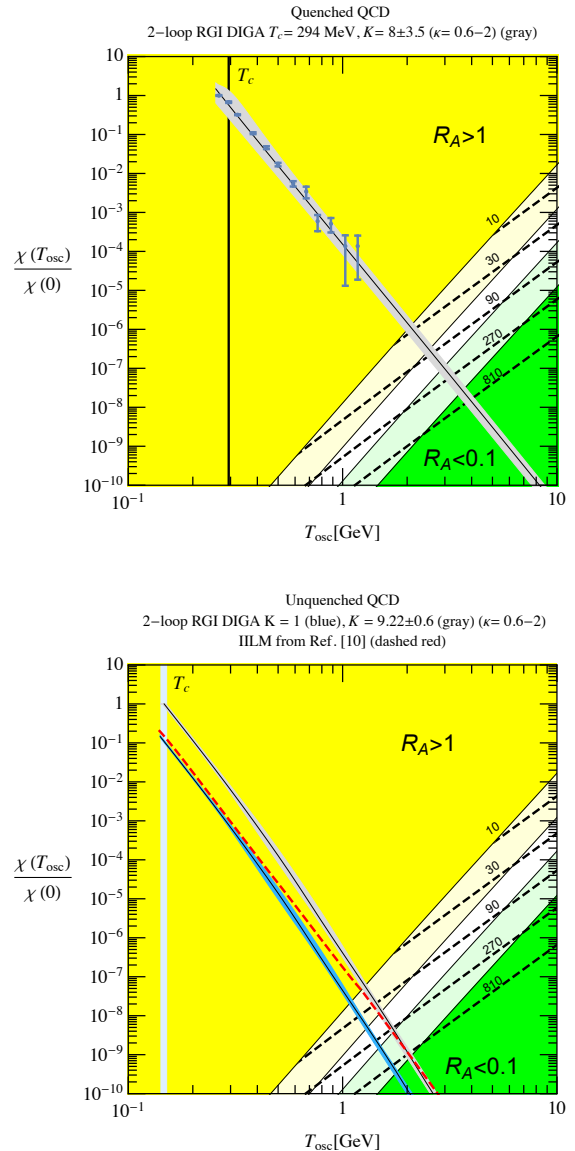 Quenched QCD
2-loop RGI DIGA T_c = 294 MeV, K = 8±3.5 (κ = 0.6−2) (gray)
10
1
10^−1
10^−2
10^−3
10^−4
10^−5
10^−6
10^−7
10^−8
10^−9
10^−10
χ(T_osc)
χ(0)
T_c
R_A>1
10
30
90
270
810
R_A<0.1
10^−1
1
10
T_osc[GeV]
Unquenched QCD
2-loop RGI DIGA K = 1 (blue), K = 9.22±0.6 (gray) (κ = 0.6−2)
IILM from Ref. [10] (dashed red)
10
1
10^−1
10^−2
10^−3
10^−4
10^−5
10^−6
10^−7
10^−8
10^−9
10^−10
χ(T_osc)
χ(0)
T_c
R_A>1
10
30
90
270
810
R_A<0.1
10^−1
1
10
T_osc[GeV]